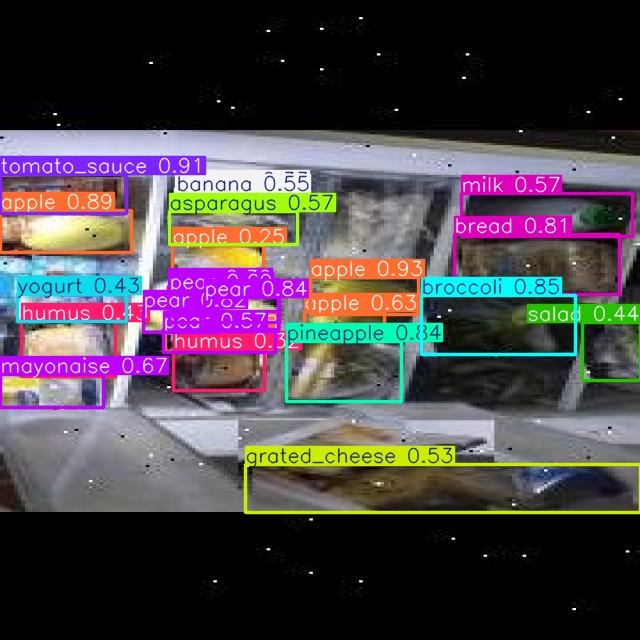 tomato_sauce 0.91
banana 0.55
milk 0.57
apple 0.89
asparagus 0.57
bread 0.81
apple 0.25
apple 0.93
yogurt 0.43
pear 0.84
broccoli 0.85
pear 0.82
apple 0.63
humus 0.43
salad 0.44
pear 0.57
humus 0.32
pineapple 0.84
mayonaise 0.67
grated_cheese 0.53